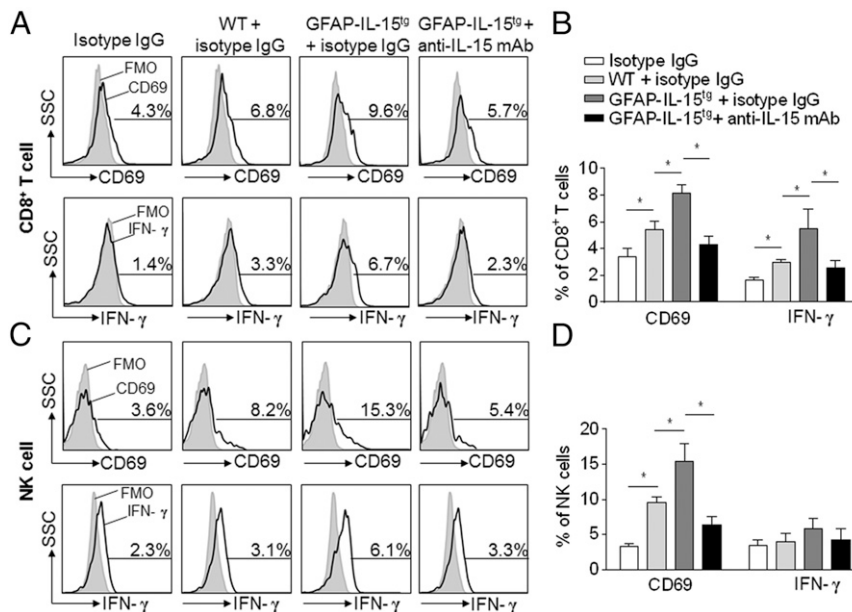 A
Isotype IgG
WT +
isotype IgG
GFAP-IL-15tg
+ isotype IgG
GFAP-IL-15tg+
anti-IL-15 mAb
CD8+ T cell
SSC
FMO
CD69
4.3%
6.8%
9.6%
5.7%
CD69
CD69
CD69
CD69
SSC
FMO
IFN- γ
1.4%
3.3%
6.7%
2.3%
IFN- γ
IFN- γ
IFN- γ
IFN- γ
B
Isotype IgG
WT + isotype IgG
GFAP-IL-15tg + isotype IgG
GFAP-IL-15tg+ anti-IL-15 mAb
% of CD8+ T cells
10
8
6
4
2
0
* * * * * *
CD69
IFN- γ
C
NK cell
SSC
FMO
CD69
3.6%
8.2%
15.3%
5.4%
CD69
CD69
CD69
CD69
SSC
FMO
IFN- γ
2.3%
3.1%
6.1%
3.3%
IFN- γ
IFN- γ
IFN- γ
IFN- γ
D
% of NK cells
20
15
10
5
0
* * *
CD69
IFN- γ